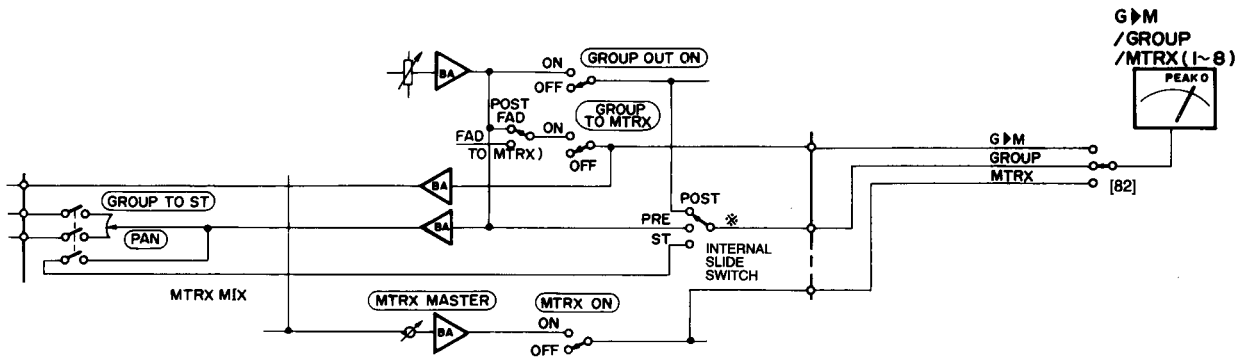 G▶M
/GROUP
/MTRX(1~8)
PEAK 0
GROUP OUT ON
BA
ON
OFF
POST
FAD
ON
GROUP
TO MTRX
FAD
TO MTRX)
OFF
G▶M
GROUP
MTRX
[82]
BA
GROUP TO ST
PAN
BA
POST
PRE
※
ST
INTERNAL
SLIDE
SWITCH
MTRX MIX
MTRX MASTER
MTRX ON
BA
ON
OFF